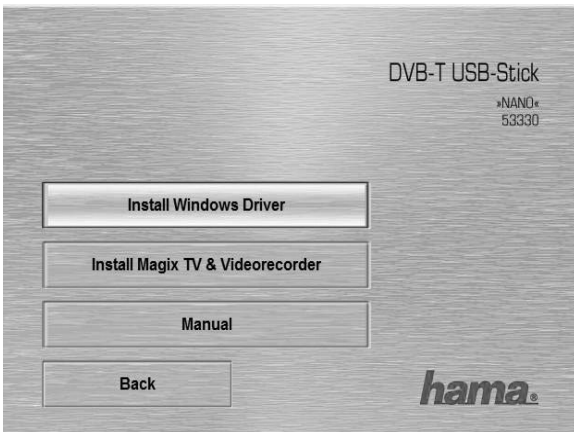 DVB-T USB-Stick
»NANO«
53330
Install Windows Driver
Install Magix TV & Videorecorder
Manual
Back
hama®